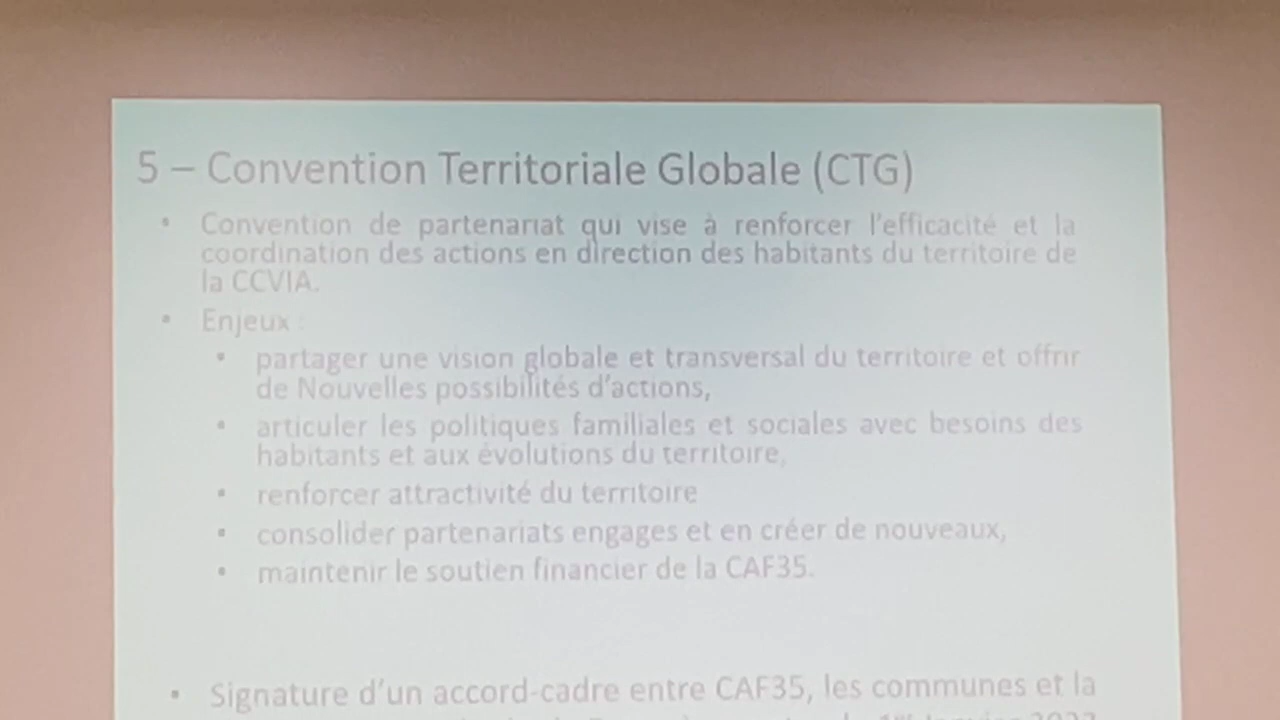 5 – Convention Territoriale Globale (CTG)
• Convention de partenariat qui vise à renforcer l'efficacité et la
coordination des actions en direction des habitants du territoire de
la CCVIA.
• Enjeux :
• partager une vision globale et transversal du territoire et offrir
de Nouvelles possibilités d'actions,
• articuler les politiques familiales et sociales avec besoins des
habitants et aux évolutions du territoire,
• renforcer attractivité du territoire
• consolider partenariats engages et en créer de nouveaux,
• maintenir le soutien financier de la CAF35.
• Signature d'un accord-cadre entre CAF35, les communes et la